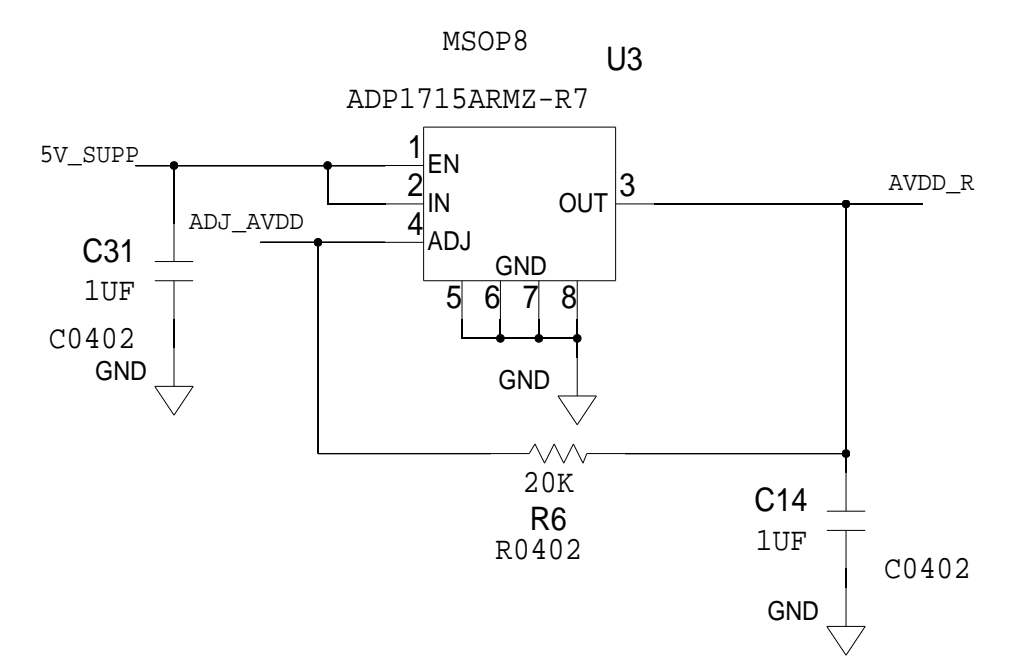 MSOP8
U3
ADP1715ARMZ-R7
5V_SUPP
1
EN
2
IN
ADJ_AVDD
4
ADJ
OUT
3
AVDD_R
GND
5
6
7
8
C31
1UF
C0402
GND
GND
20K
R6
R0402
C14
1UF
C0402
GND